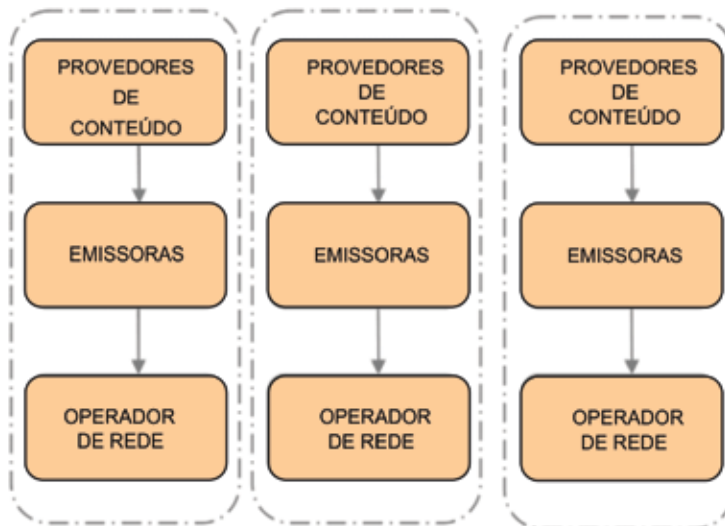 PROVEDORES
DE
CONTEÚDO
EMISSORAS
OPERADOR
DE REDE
PROVEDORES
DE
CONTEÚDO
EMISSORAS
OPERADOR
DE REDE
PROVEDORES
DE
CONTEÚDO
EMISSORAS
OPERADOR
DE REDE